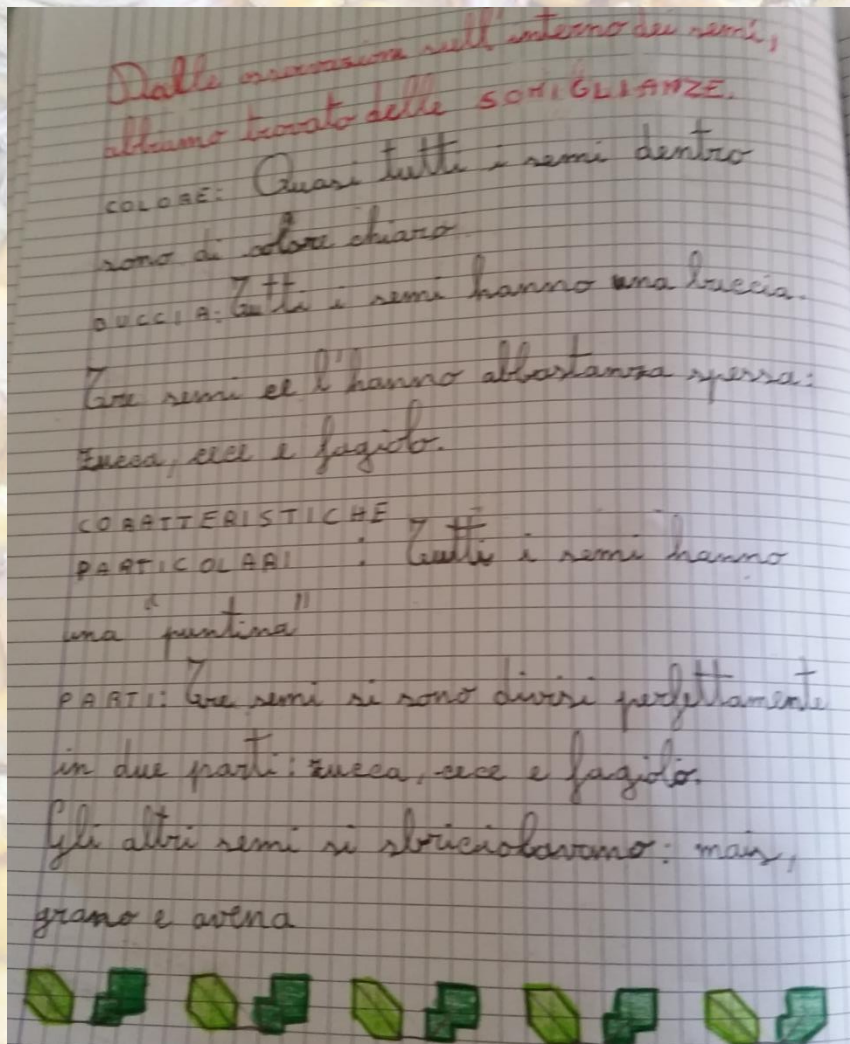 Dalle osservazioni sull'interno dei semi,
abbiamo trovato delle SOMIGLIANZE.
COLORE: Quasi tutti i semi dentro
sono di colore chiaro
BUCCIA: Tutti i semi hanno una buccia.
Tre semi ce l'hanno abbastanza spessa:
zucca, cece e fagiolo.
CARATTERISTICHE
PARTICOLARI : Tutti i semi hanno
una "puntina"
PARTI: Tre semi si sono divisi perfettamente
in due parti: zucca, cece e fagiolo.
Gli altri semi si sbriciolavano: mais,
grano e avena